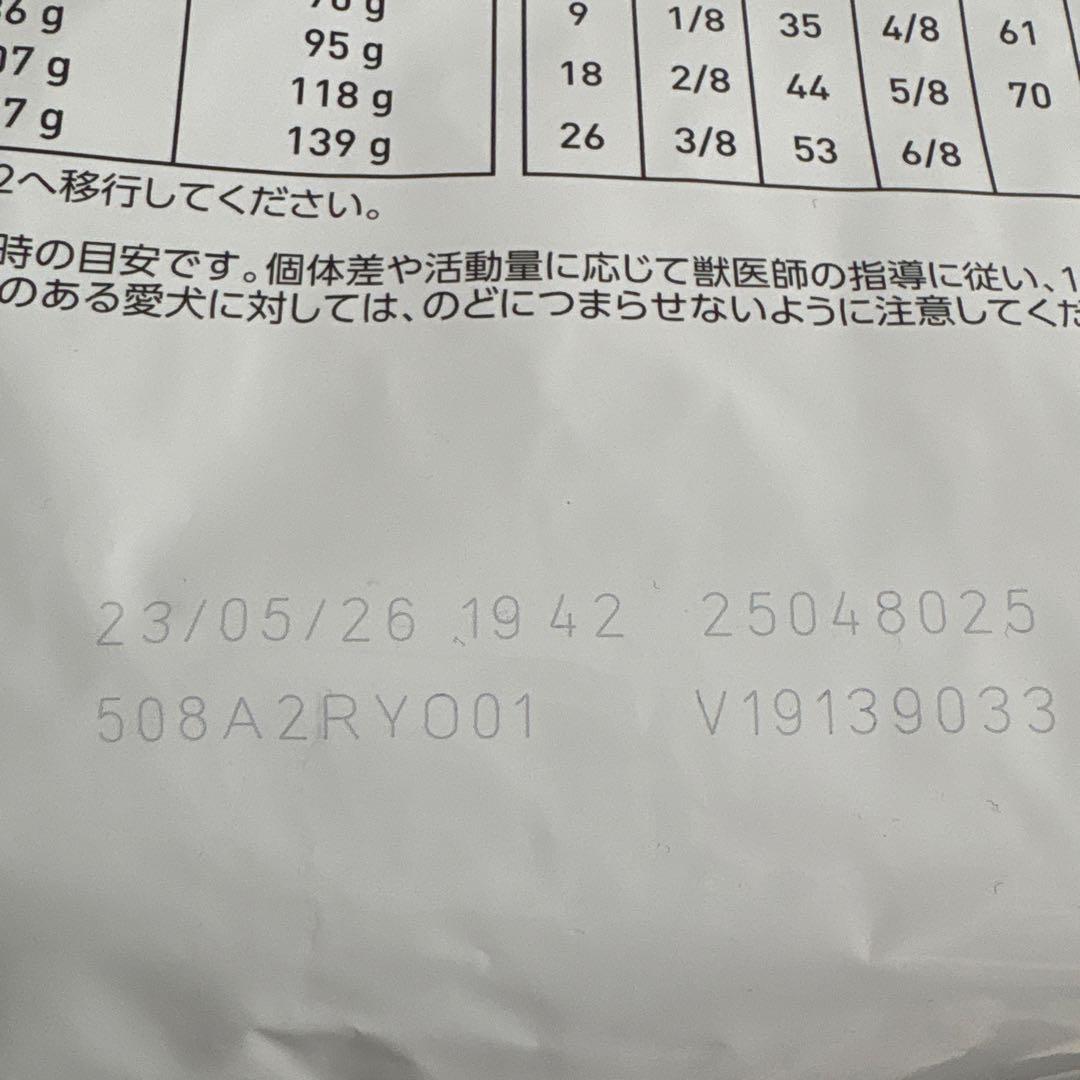 6 g
95 g
07 g
118 g
7 g
139 g
9 1/8 35 4/8 61
18 2/8 44 5/8 70
26 3/8 53 6/8
2へ移行してください。
時の目安です。個体差や活動量に応じて獣医師の指導に従い、1
のある愛犬に対しては、のどにつまらせないように注意してくだ
23/05/26 19 42 25048025
508A2RYO01 V19139033